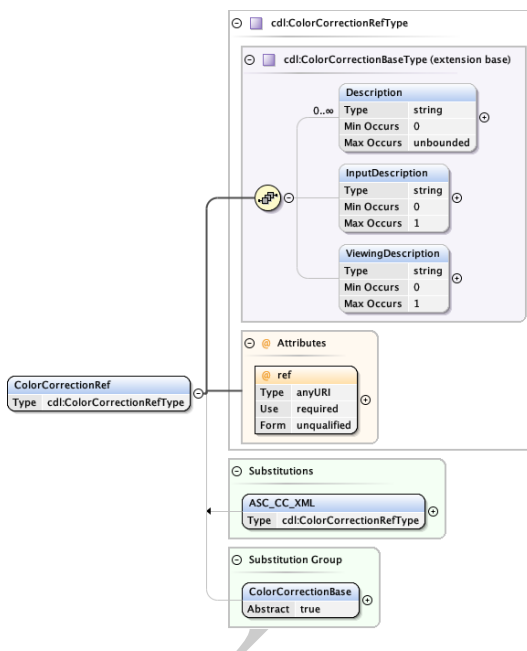 cdl:ColorCorrectionRefType
cdl:ColorCorrectionBaseType (extension base)
Description
0..∞
Type string
Min Occurs 0
Max Occurs unbounded
InputDescription
Type string
Min Occurs 0
Max Occurs 1
ViewingDescription
Type string
Min Occurs 0
Max Occurs 1
@ Attributes
@ ref
Type anyURI
Use required
Form unqualified
ColorCorrectionRef
Type cdl:ColorCorrectionRefType
Substitutions
ASC_CC_XML
Type cdl:ColorCorrectionRefType
Substitution Group
ColorCorrectionBase
Abstract true